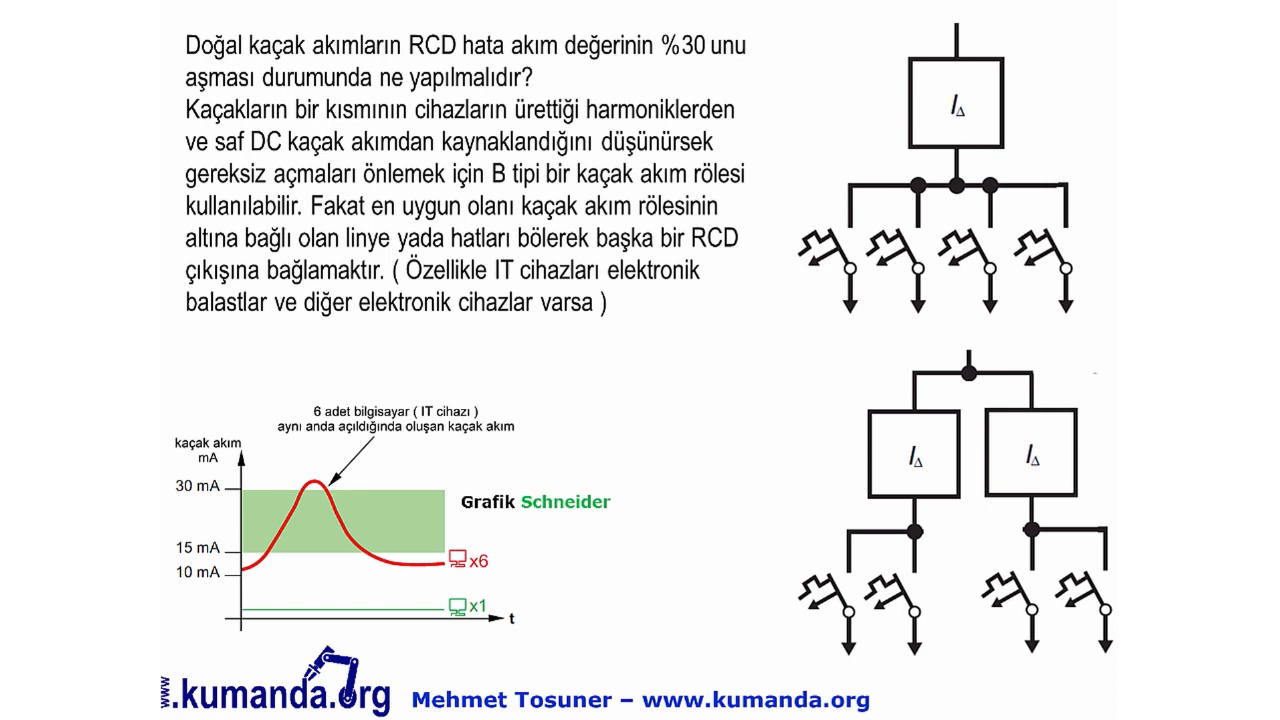 Doğal kaçak akımların RCD hata akım değerinin %30 unu
aşması durumunda ne yapılmalıdır?
Kaçakların bir kısmının cihazların ürettiği harmoniklerden
ve saf DC kaçak akımdan kaynaklandığını düşünürsek
gereksiz açmaları önlemek için B tipi bir kaçak akım rölesi
kullanılabilir. Fakat en uygun olanı kaçak akım rölesinin
altına bağlı olan linye yada hatları bölerek başka bir RCD
çıkışına bağlamaktır. ( Özellikle IT cihazları elektronik
balastlar ve diğer elektronik cihazlar varsa )
I∆
6 adet bilgisayar ( IT cihazı )
aynı anda açıldığında oluşan kaçak akım
kaçak akım
mA
30 mA
15 mA
10 mA
Grafik Schneider
x6
x1
t
I∆
I∆
www.kumanda.org
Mehmet Tosuner – www.kumanda.org